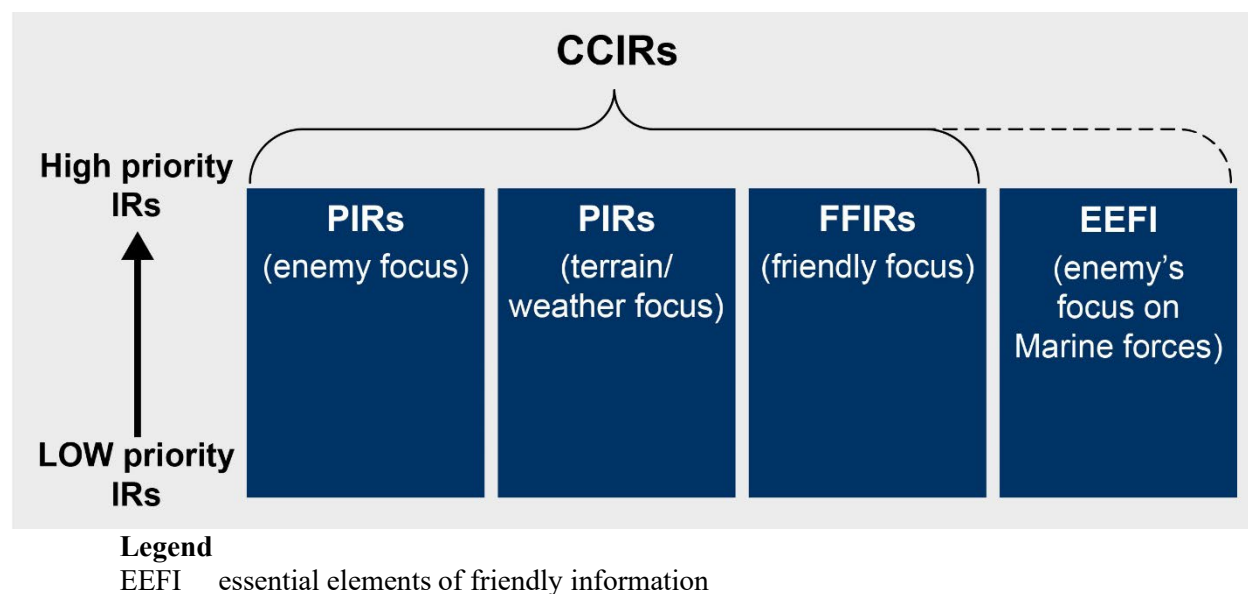 CCIRs
High priority
IRs
LOW priority
IRs
PIRs
(enemy focus)
PIRs
(terrain/
weather focus)
FFIRs
(friendly focus)
EEFI
(enemy’s
focus on
Marine forces)
Legend
EEFI essential elements of friendly information